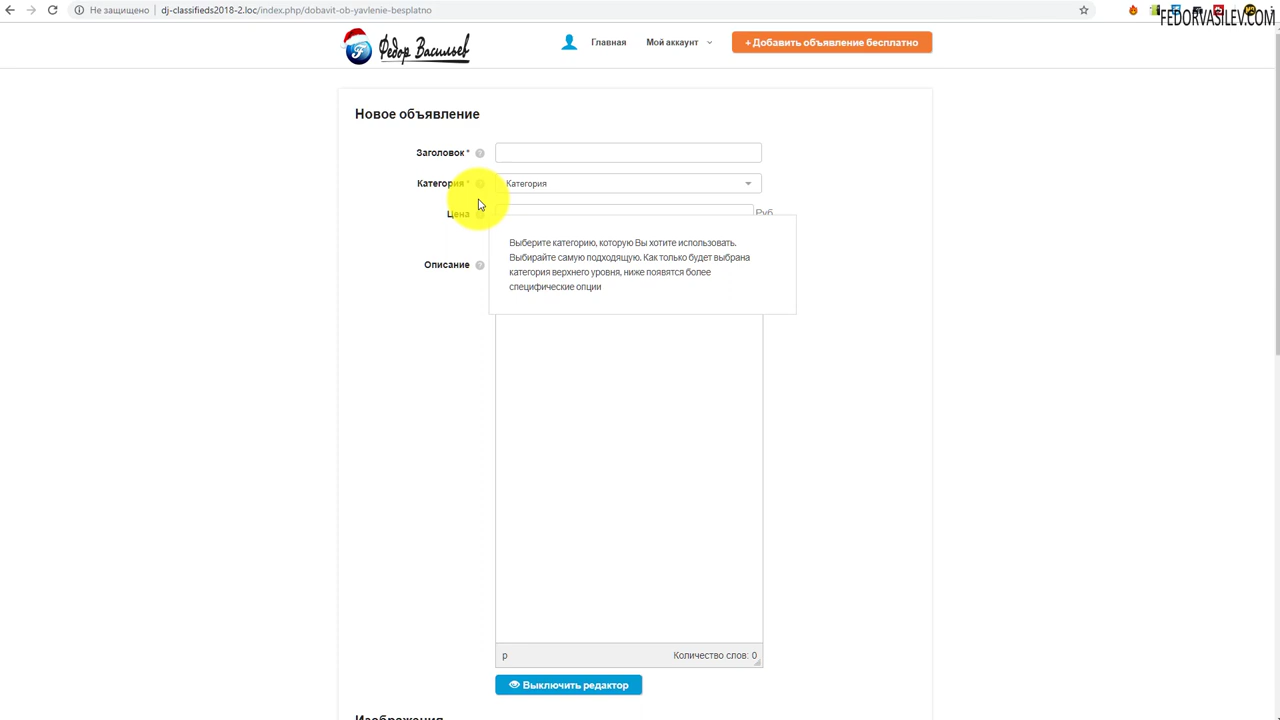 Не защищено
dj-classifieds2018-2.loc/index.php/dobavit-ob-yavlenie-besplatno
FEDORVASILEV.COM
Федор Васильев
Главная
Мой аккаунт
+ Добавить объявление бесплатно
Новое объявление
Заголовок *
Категория *
Категория
Цена
Руб
Выберите категорию, которую Вы хотите использовать.
Выбирайте самую подходящую. Как только будет выбрана
категория верхнего уровня, ниже появятся более
специфические опции
Описание
p
Количество слов: 0
Выключить редактор
Изображения